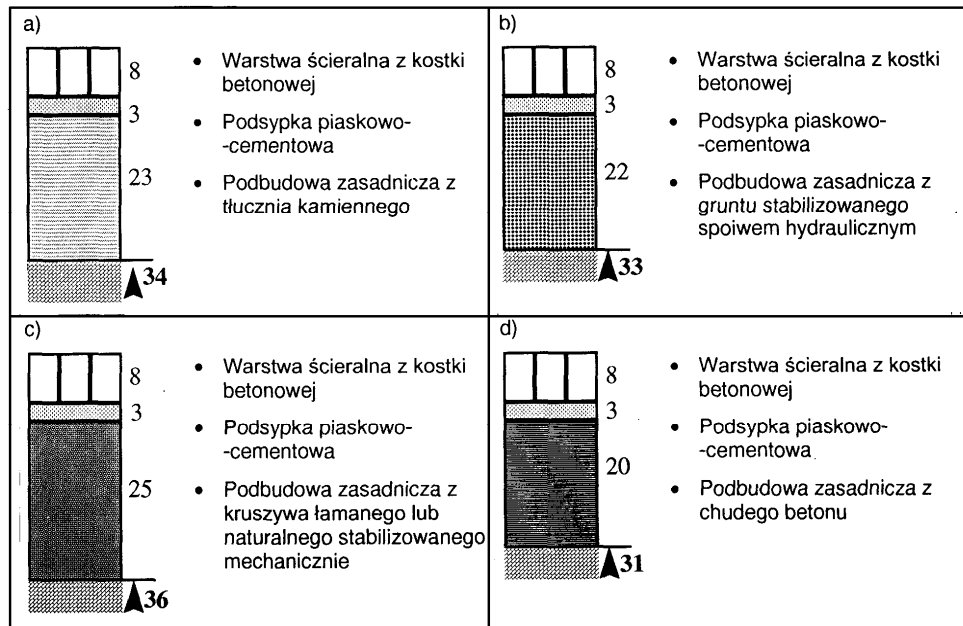 a)
8
3
23
34
• Warstwa ścieralna z kostki
betonowej
• Podsypka piaskowo-
-cementowa
• Podbudowa zasadnicza z
tłucznia kamiennego
b)
8
3
22
33
• Warstwa ścieralna z kostki
betonowej
• Podsypka piaskowo-
-cementowa
• Podbudowa zasadnicza z
gruntu stabilizowanego
spoiwem hydraulicznym
c)
8
3
25
36
• Warstwa ścieralna z kostki
betonowej
• Podsypka piaskowo-
-cementowa
• Podbudowa zasadnicza z
kruszywa łamanego lub
naturalnego stabilizowanego
mechanicznie
d)
8
3
20
31
• Warstwa ścieralna z kostki
betonowej
• Podsypka piaskowo-
-cementowa
• Podbudowa zasadnicza z
chudego betonu